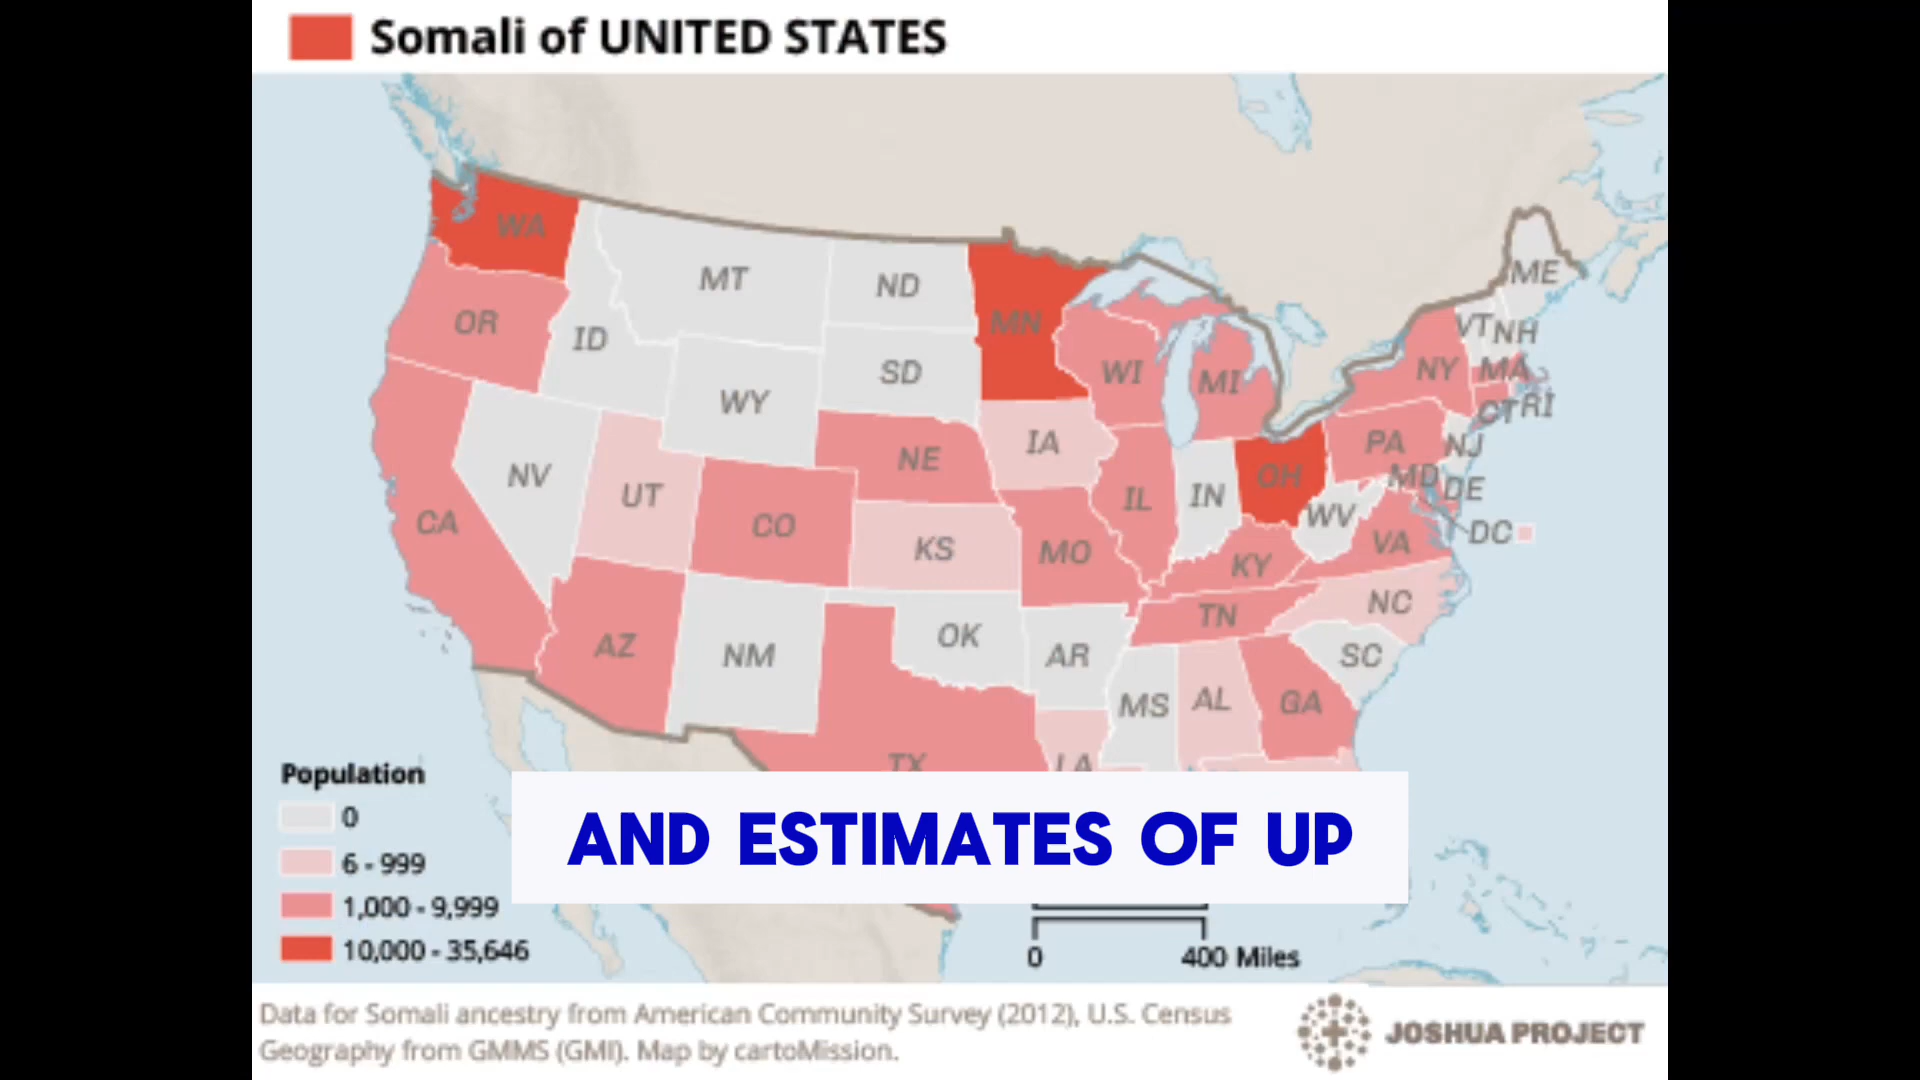 Somali of UNITED STATES
WA
MT
ND
MN
ME
OR
ID
SD
WI
MI
VT NH
NY MA
WY
CT RI
IA
NE
PA NJ
NV
UT
CO
IL
IN
OH
MD DE
CA
KS
MO
WV
DC
KY
VA
TN
NC
AZ
NM
OK
AR
SC
MS
AL
GA
TX
LA
Population
0
6 - 999
1,000 - 9,999
10,000 - 35,646
AND ESTIMATES OF UP
0 400 Miles
Data for Somali ancestry from American Community Survey (2012), U.S. Census
Geography from GMMS (GMI). Map by cartoMission.
JOSHUA PROJECT